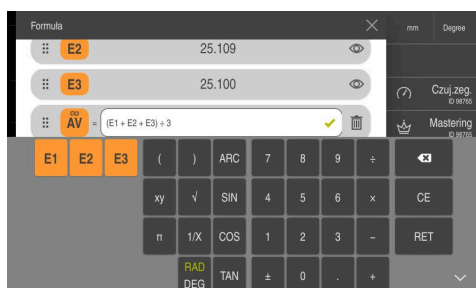 Formula
mm Degree
E2 25.109
E3 25.100
Czuj.zeg.
ID 98765
∞
AV = (E1 + E2 + E3) ÷ 3
Mastering
ID 98765
E1 E2 E3 ( ) ARC 7 8 9 ÷
xy √ SIN 4 5 6 × CE
π 1/X COS 1 2 3 − RET
RAD
DEG TAN ± 0 . +